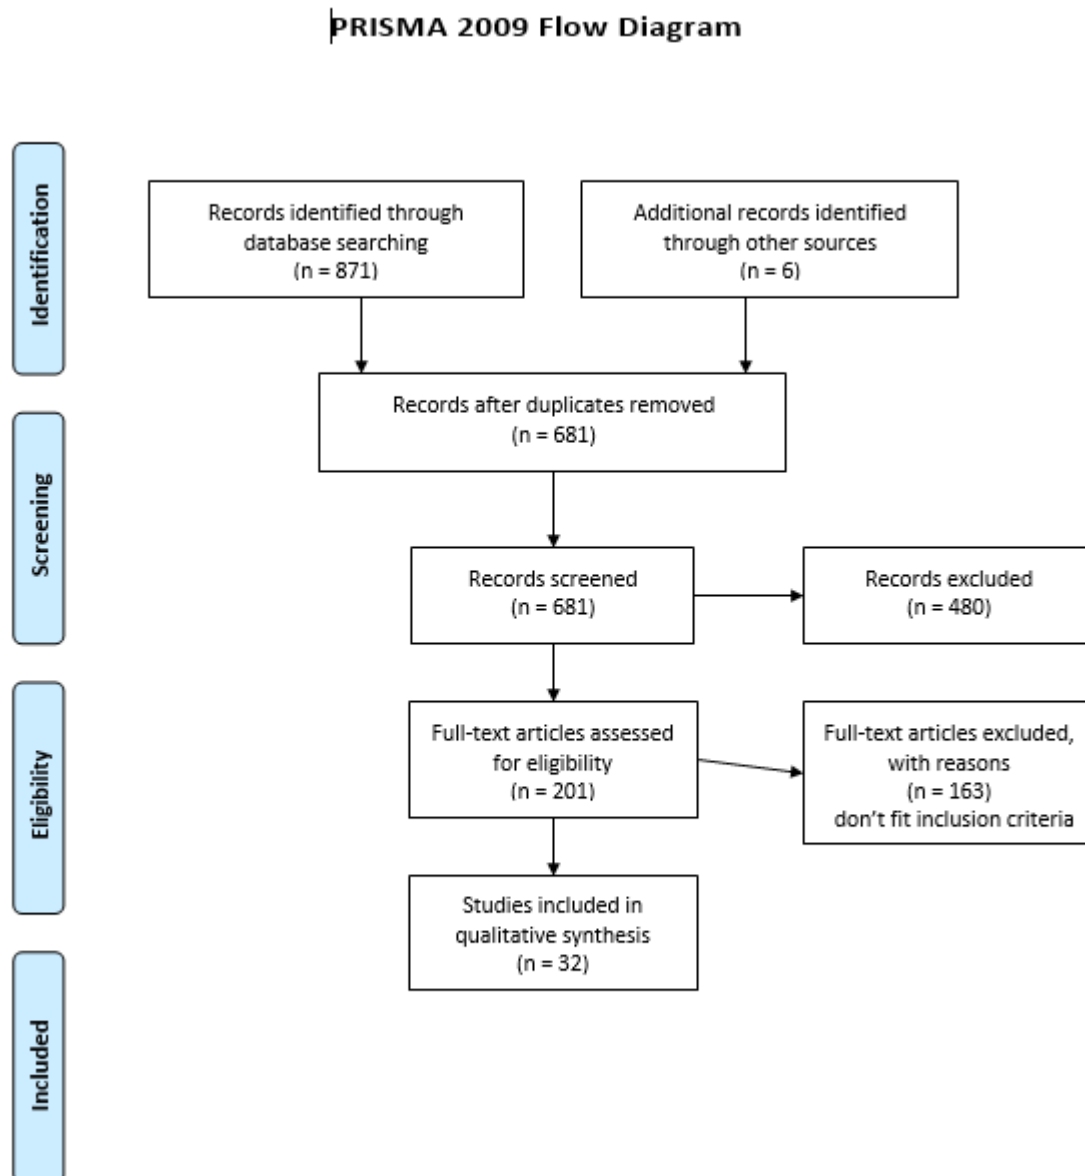 PRISMA 2009 Flow Diagram
Identification
Records identified through
database searching
(n = 871)
Additional records identified
through other sources
(n = 6)
Records after duplicates removed
(n = 681)
Screening
Records screened
(n = 681)
Records excluded
(n = 480)
Eligibility
Full-text articles assessed
for eligibility
(n = 201)
Full-text articles excluded,
with reasons
(n = 163)
don’t fit inclusion criteria
Studies included in
qualitative synthesis
(n = 32)
Included